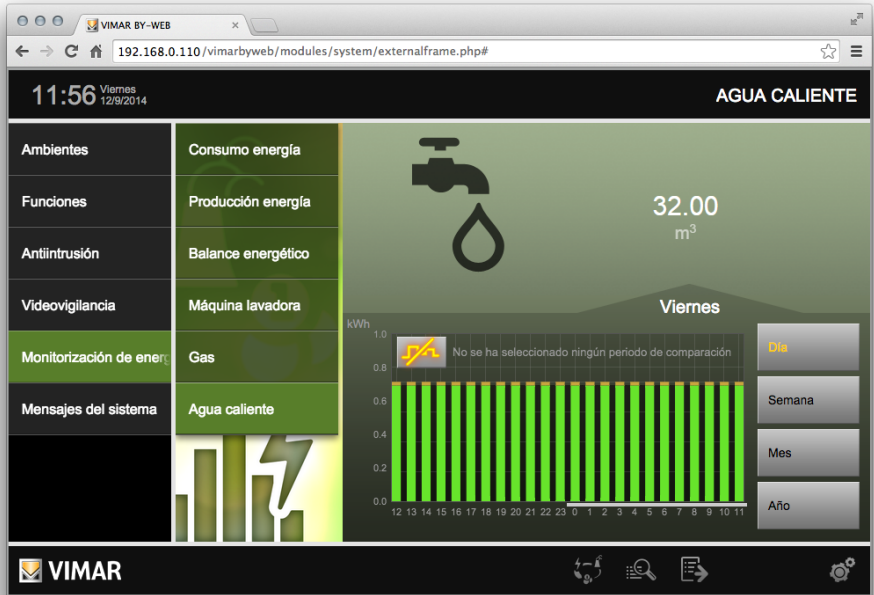 VIMAR BY-WEB
192.168.0.110/vimarbyweb/modules/system/externalframe.php#
11:56 Viernes 12/9/2014
AGUA CALIENTE
Ambientes
Funciones
Antiintrusión
Videovigilancia
Monitorización de energ
Mensajes del sistema
Consumo energía
Producción energía
Balance energético
Máquina lavadora
Gas
Agua caliente
32.00
m³
Viernes
kWh
No se ha seleccionado ningún periodo de comparación
1.0
0.8
0.6
0.4
0.2
0.0
12 13 14 15 16 17 18 19 20 21 22 23 0 1 2 3 4 5 6 7 8 9 10 11
Día
Semana
Mes
Año
VIMAR